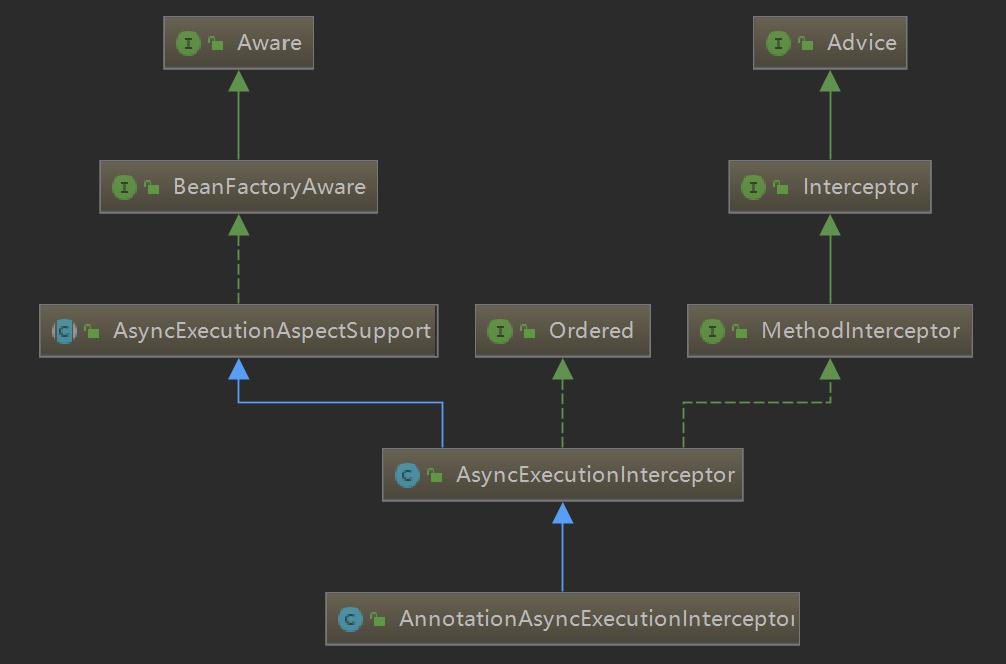 I Aware
I Advice
I BeanFactoryAware
I Interceptor
C AsyncExecutionAspectSupport
I Ordered
I MethodInterceptor
C AsyncExecutionInterceptor
C AnnotationAsyncExecutionInterceptor